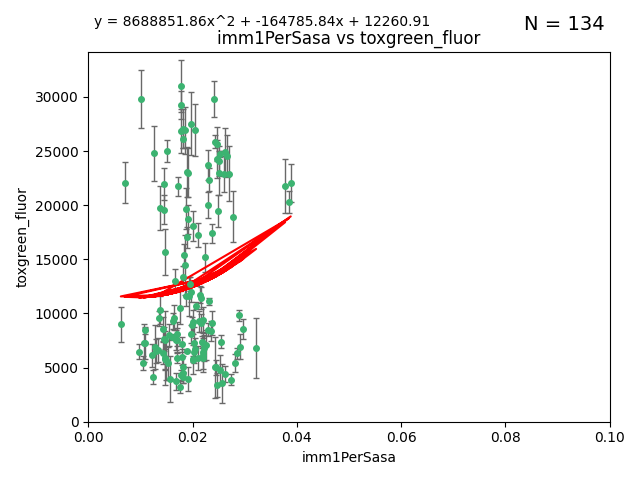 y = 8688851.86x^2 + -164785.84x + 12260.91
N = 134
imm1PerSasa vs toxgreen_fluor
30000
25000
20000
15000
10000
5000
0
toxgreen_fluor
0.00 0.02 0.04 0.06 0.08 0.10
imm1PerSasa